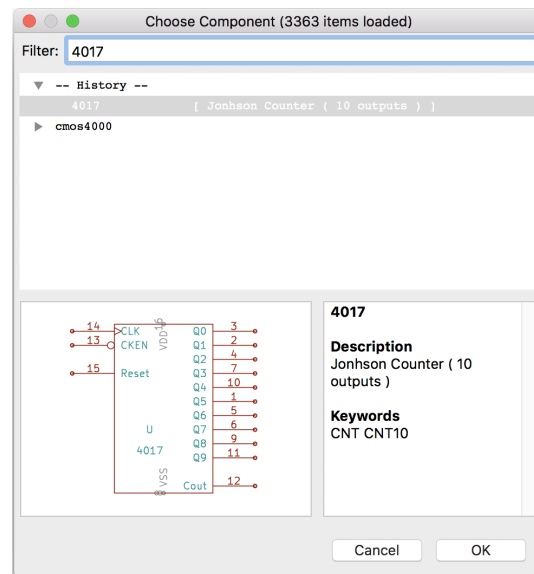 Choose Component (3363 items loaded)
Filter: 4017
-- History --
4017 [ Jonhson Counter ( 10 outputs ) ]
cmos4000
14 CLK VDD 16 Q0 3
13 CKEN Q1 2
Q2 4
15 Reset Q3 7
Q4 10
Q5 1
Q6 5
U Q7 6
4017 Q8 9
Q9 11
8 VSS Cout 12
4017
Description
Jonhson Counter ( 10
outputs )
Keywords
CNT CNT10
Cancel OK